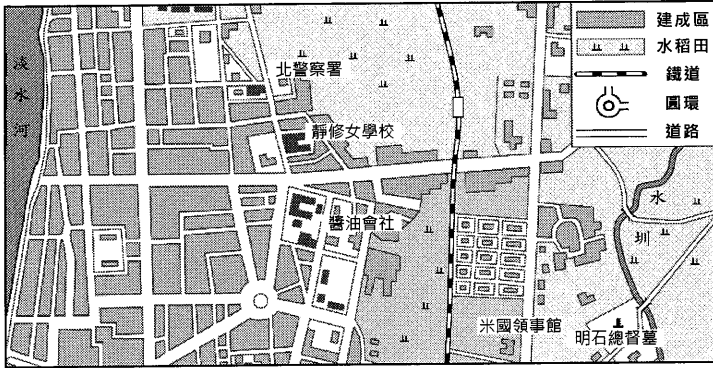 建成區
水稻田
鐵道
圓環
道路
淡水河
北警察署
靜修女學校
醬油會社
水圳
米國領事館
明石總督墓